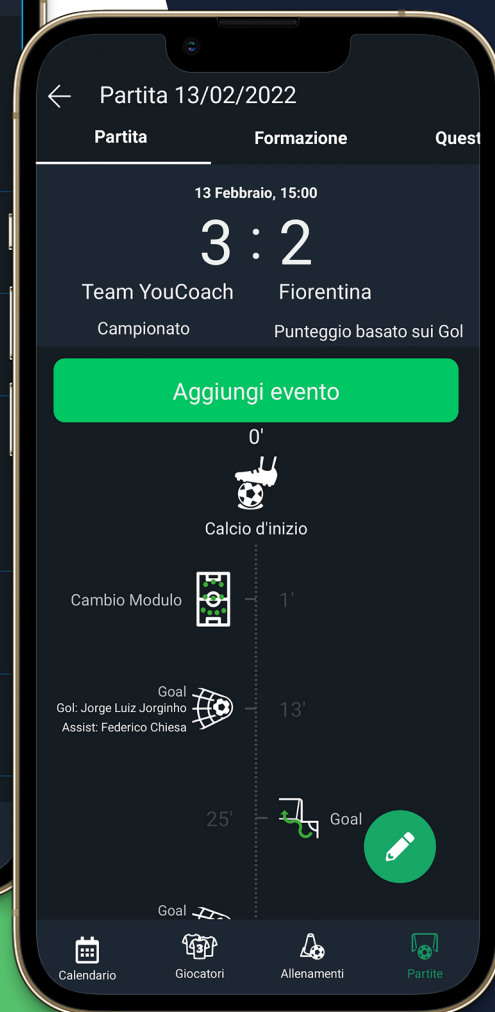 Partita 13/02/2022
Partita Formazione Quest
13 Febbraio, 15:00
3 : 2
Team YouCoach Fiorentina
Campionato Punteggio basato sui Gol
Aggiungi evento
0'
Calcio d'inizio
Cambio Modulo 1'
Goal
Gol: Jorge Luiz Jorginho
13'
Assist: Federico Chiesa
25' Goal
Goal
3
Calendario Giocatori Allenamenti Partite